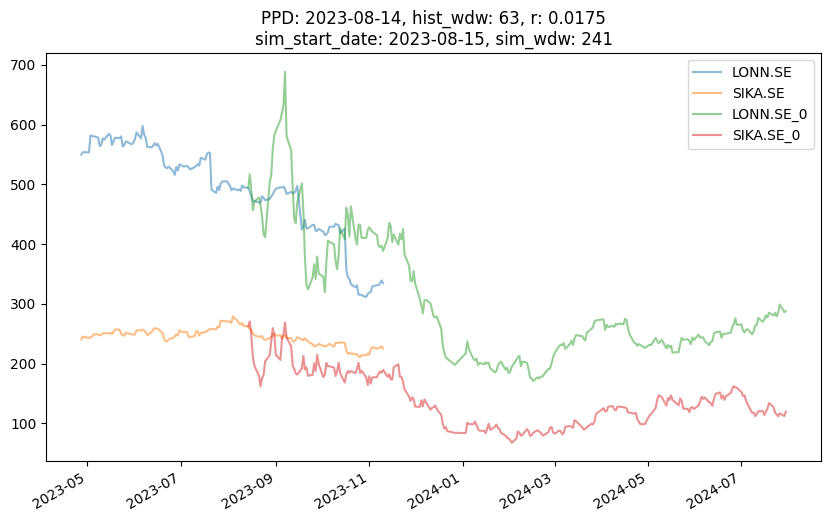 PPD: 2023-08-14, hist_wdw: 63, r: 0.0175
sim_start_date: 2023-08-15, sim_wdw: 241
700
600
500
400
300
200
100
LONN.SE
SIKA.SE
LONN.SE_0
SIKA.SE_0
2023-05
2023-07
2023-09
2023-11
2024-01
2024-03
2024-05
2024-07